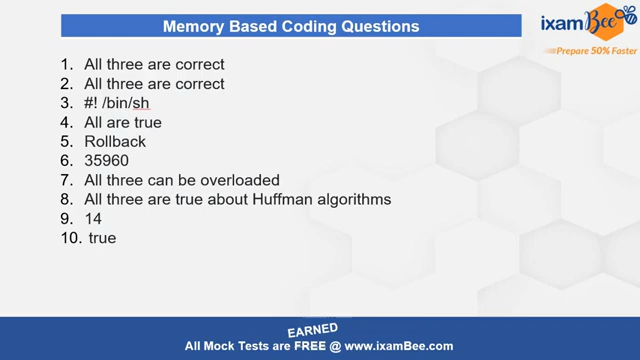 Memory Based Coding Questions
ixamBee
Prepare 50% Faster
1. All three are correct
2. All three are correct
3. #! /bin/sh
4. All are true
5. Rollback
6. 35960
7. All three can be overloaded
8. All three are true about Huffman algorithms
9. 14
10. true
EARNED
All Mock Tests are FREE @ www.ixamBee.com